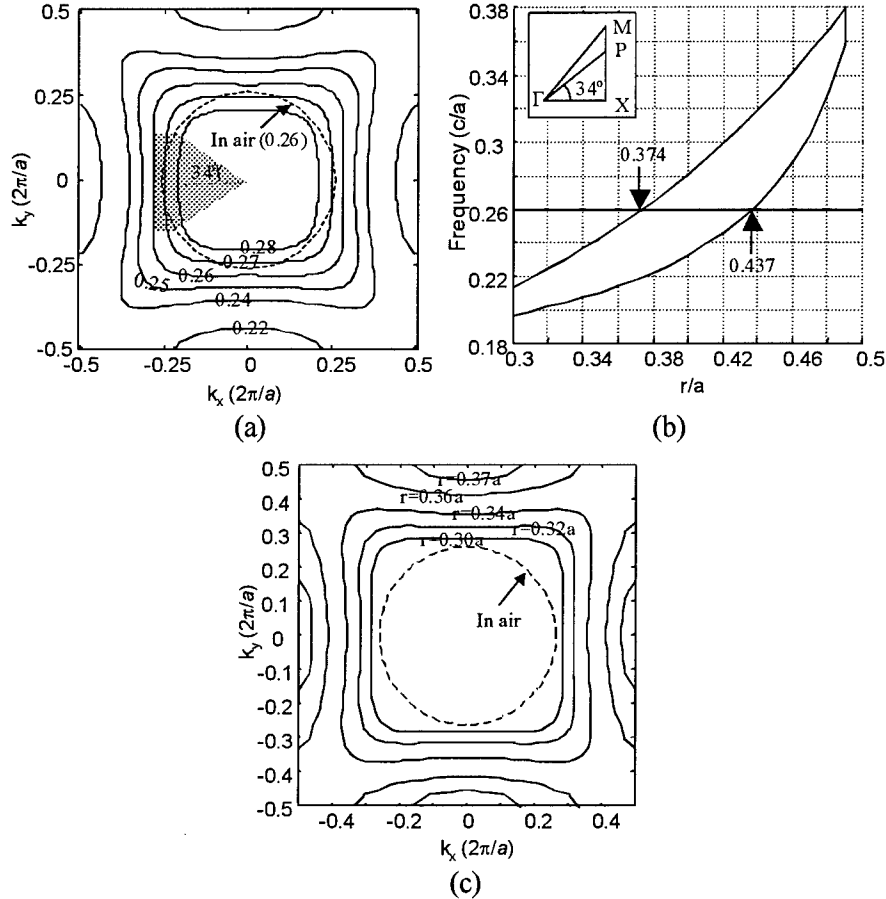 0.5
0.25
0
-0.25
-0.5
k_y (2π/a)
In air (0.26)
34°
0.28
0.27
0.26
0.25
0.24
0.22
-0.5
-0.25
0
0.25
0.5
k_x (2π/a)
(a)
0.38
0.34
0.3
0.26
0.22
0.18
Frequency (c/a)
M
P
Γ
34°
X
0.374
0.437
0.3
0.34
0.38
0.42
0.46
0.5
r/a
(b)
0.5
0.4
0.3
0.2
0.1
0
-0.1
-0.2
-0.3
-0.4
-0.5
k_y (2π/a)
r=0.37a
r=0.36a
r=0.34a
r=0.32a
r=0.30a
In air
-0.4
-0.2
0
0.2
0.4
k_x (2π/a)
(c)